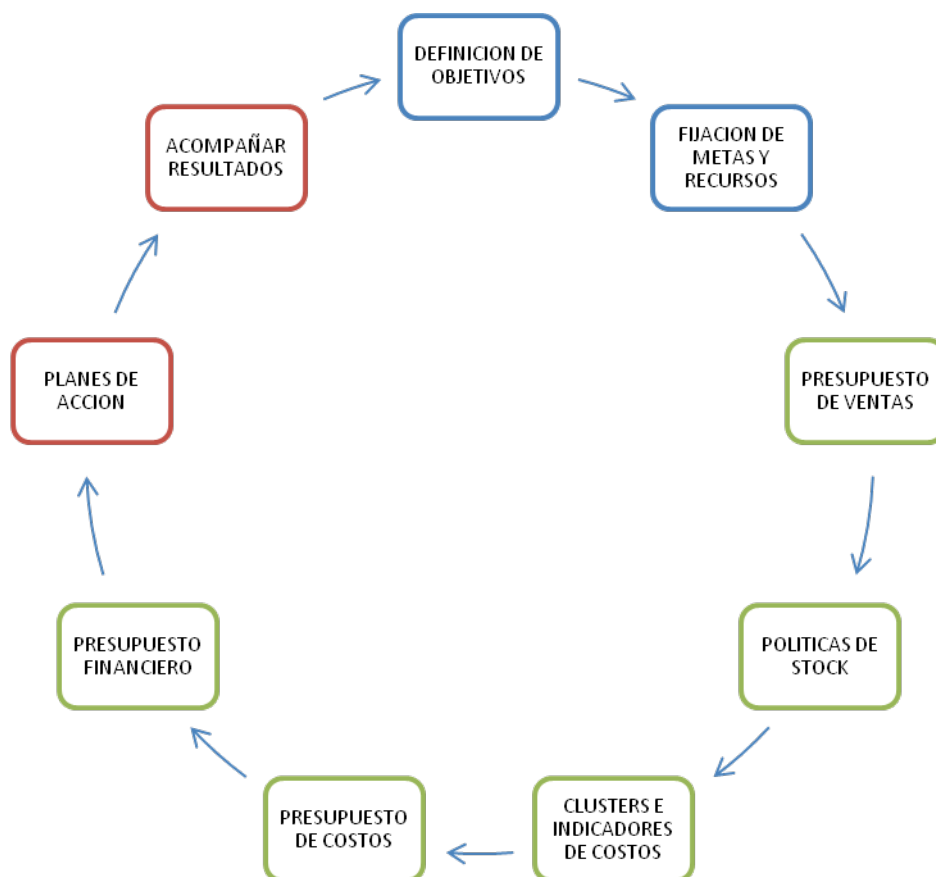 DEFINICION DE
OBJETIVOS
FIJACION DE
METAS Y
RECURSOS
PRESUPUESTO
DE VENTAS
POLITICAS DE
STOCK
CLUSTERS E
INDICADORES
DE COSTOS
PRESUPUESTO
DE COSTOS
PRESUPUESTO
FINANCIERO
PLANES DE
ACCION
ACOMPAÑAR
RESULTADOS